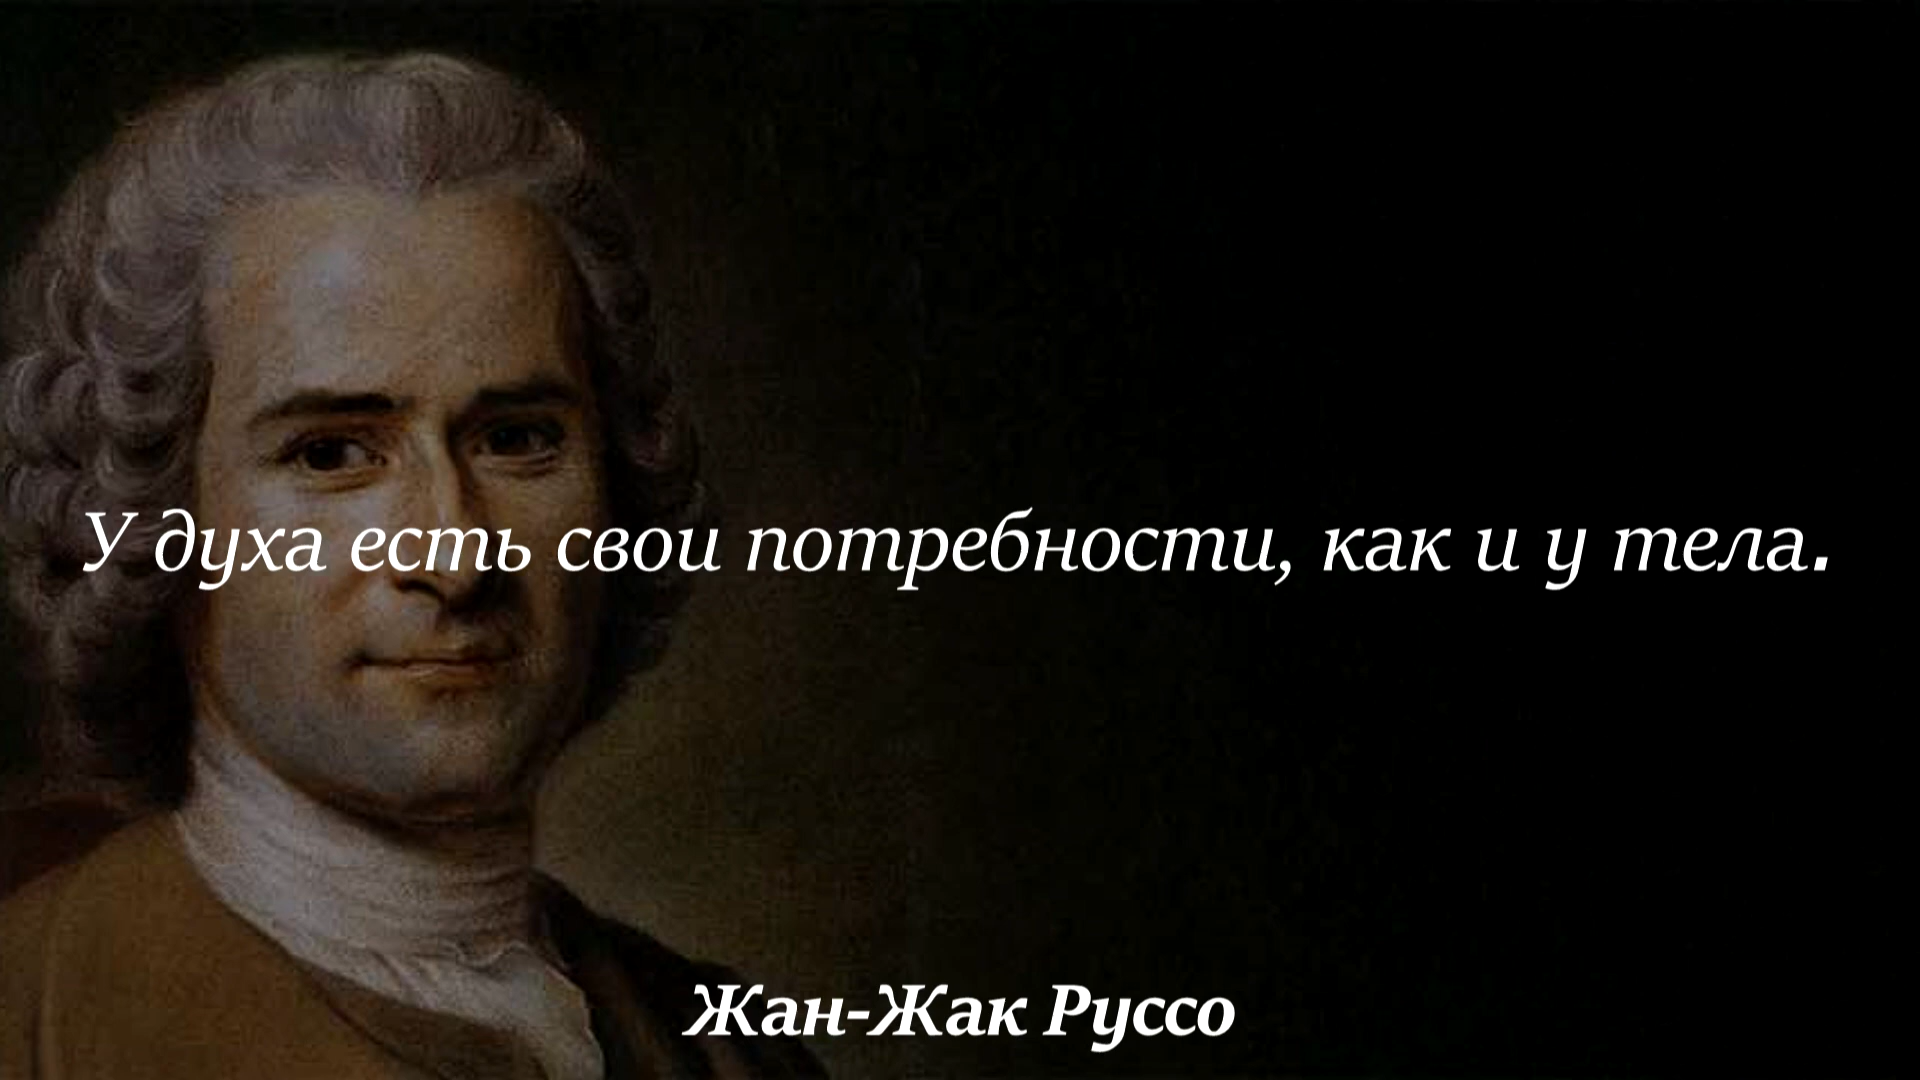 У духа есть свои потребности, как и у тела.
Жан-Жак Руссо